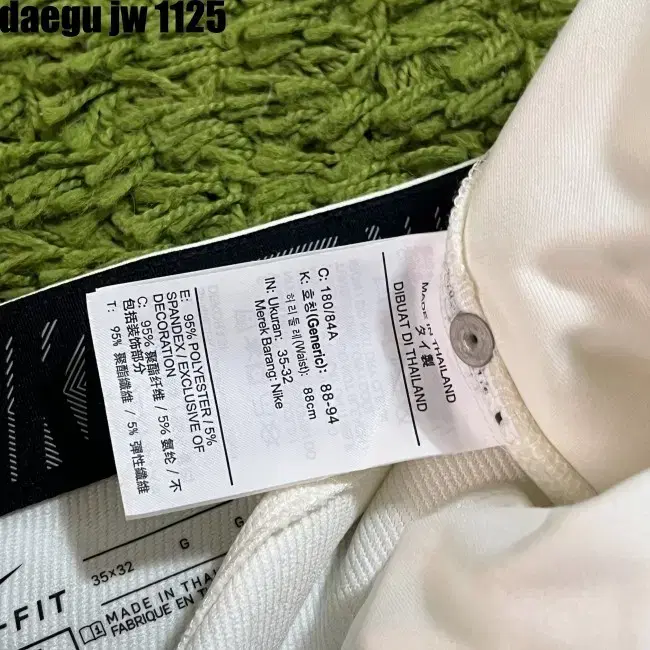 daegu jw 1125
MADE IN THAILAND
タイ製
DIBUAT DI THAILAND
C: 180/84A
K: 호칭(Generic): 88-94
허리둘레(Waist): 88cm
IN: Ukuran: 35-32
Merek Barang: Nike
E: 95% POLYESTER / 5%
SPANDEX / EXCLUSIVE OF
DECORATION
C: 95% 聚酯纤维 / 5% 氨纶 / 不
包括装饰部分
T: 95% 聚酯纖維 / 5% 彈性纖維
G G
35x32
-FIT
MADE IN THAI
FABRIQUÉ EN T